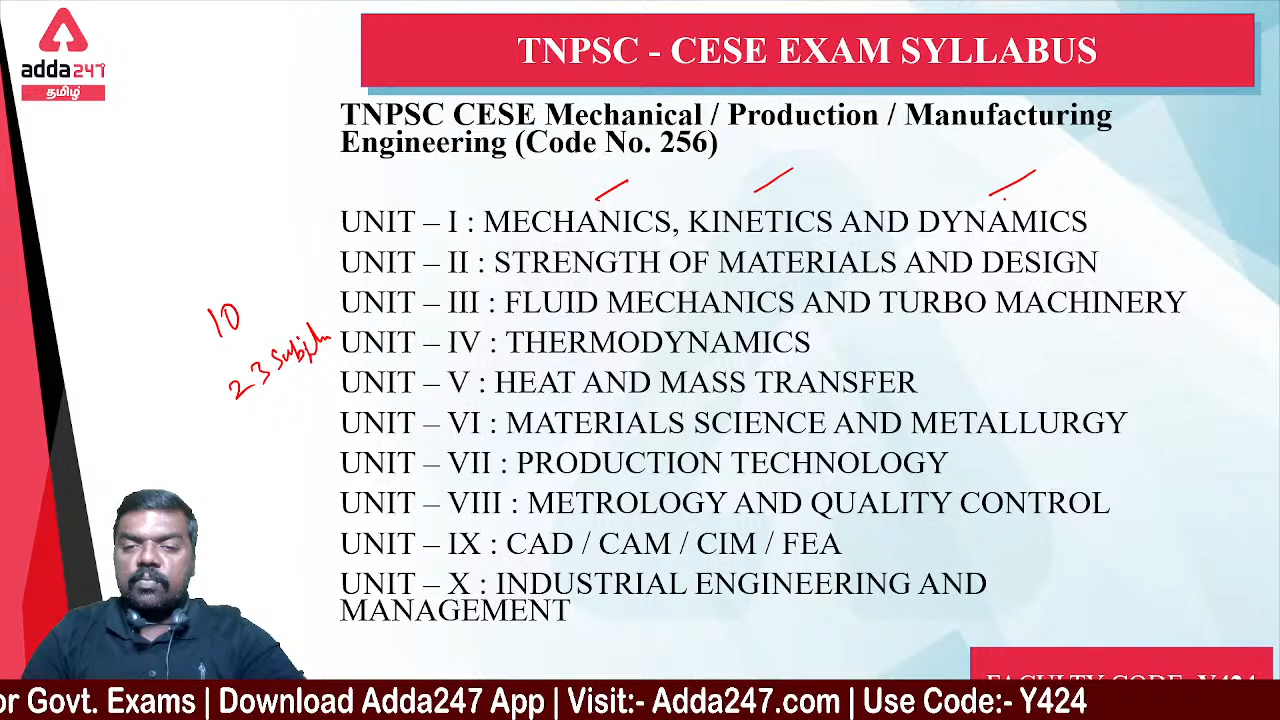 adda247
தமிழ்
TNPSC - CESE EXAM SYLLABUS
TNPSC CESE Mechanical / Production / Manufacturing
Engineering (Code No. 256)
UNIT – I : MECHANICS, KINETICS AND DYNAMICS
UNIT – II : STRENGTH OF MATERIALS AND DESIGN
UNIT – III : FLUID MECHANICS AND TURBO MACHINERY
UNIT – IV : THERMODYNAMICS
UNIT – V : HEAT AND MASS TRANSFER
UNIT – VI : MATERIALS SCIENCE AND METALLURGY
UNIT – VII : PRODUCTION TECHNOLOGY
UNIT – VIII : METROLOGY AND QUALITY CONTROL
UNIT – IX : CAD / CAM / CIM / FEA
UNIT – X : INDUSTRIAL ENGINEERING AND
MANAGEMENT
10
23
FACULTY CODE- Y424
or Govt. Exams | Download Adda247 App | Visit:- Adda247.com | Use Code:- Y424